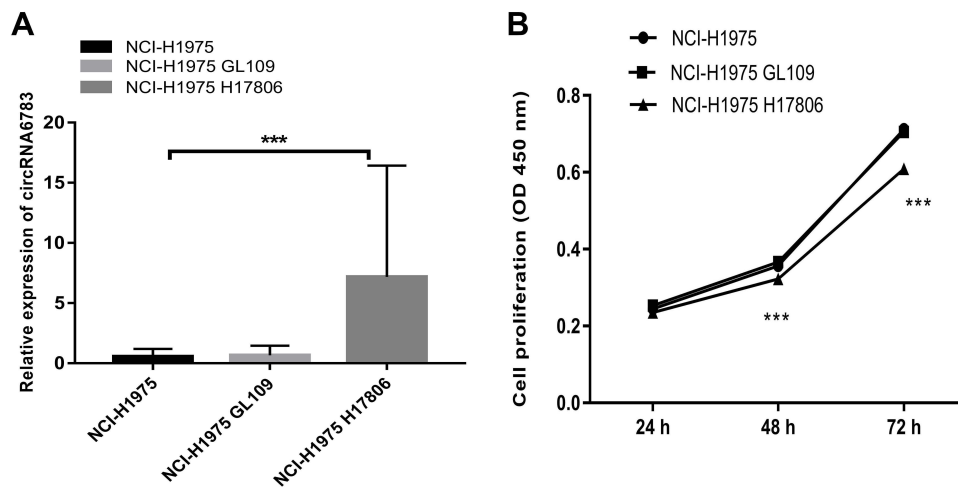 A
NCI-H1975
NCI-H1975 GL109
NCI-H1975 H17806
Relative expression of circRNA6783
20
15
10
5
0
***
NCI-H1975
NCI-H1975 GL109
NCI-H1975 H17806
B
NCI-H1975
NCI-H1975 GL109
NCI-H1975 H17806
Cell proliferation (OD 450 nm)
0.8
0.6
0.4
0.2
0.0
***
***
24 h
48 h
72 h